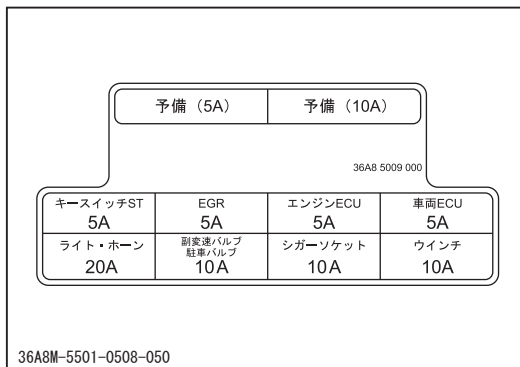 予備（5A） 予備（10A）
36A8 5009 000
キースイッチST EGR エンジンECU 車両ECU
5A 5A 5A 5A
ライト・ホーン 副変速バルブ 駐車バルブ シガーソケット ウインチ
20A 10A 10A 10A
36A8M-5501-0508-050